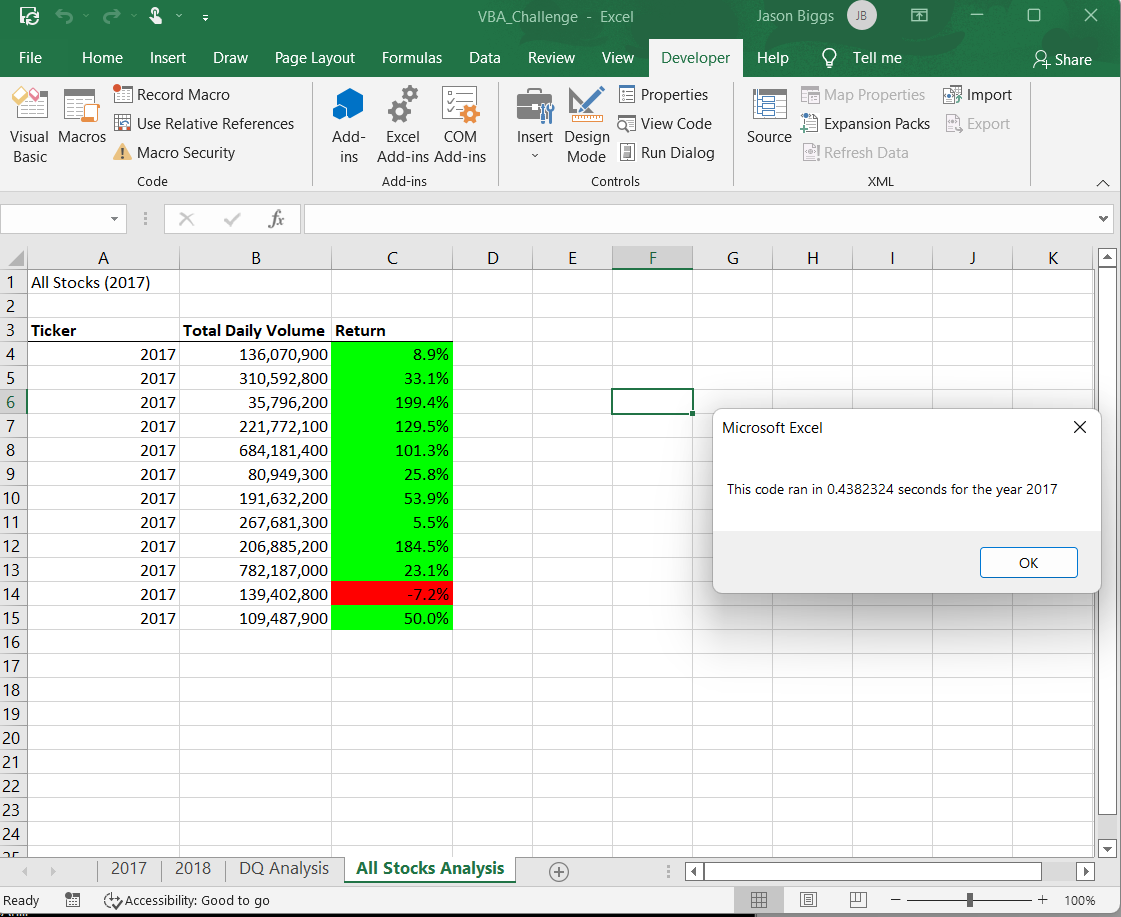 VBA_Challenge - Excel
Jason Biggs JB
File Home Insert Draw Page Layout Formulas Data Review View Developer Help Tell me Share
Visual Basic
Macros
Record Macro
Use Relative References
Macro Security
Code
Add-ins
Excel Add-ins
COM Add-ins
Add-ins
Insert
Design Mode
Properties
View Code
Run Dialog
Controls
Source
Map Properties
Expansion Packs
Refresh Data
Import
Export
XML
fx
A B C D E F G H I J K
1 All Stocks (2017)
2
3 Ticker Total Daily Volume Return
4 2017 136,070,900 8.9%
5 2017 310,592,800 33.1%
6 2017 35,796,200 199.4%
7 2017 221,772,100 129.5%
8 2017 684,181,400 101.3%
9 2017 80,949,300 25.8%
10 2017 191,632,200 53.9%
11 2017 267,681,300 5.5%
12 2017 206,885,200 184.5%
13 2017 782,187,000 23.1%
14 2017 139,402,800 -7.2%
15 2017 109,487,900 50.0%
16
17
18
19
20
21
22
23
24
25
Microsoft Excel
This code ran in 0.4382324 seconds for the year 2017
OK
2017 2018 DQ Analysis All Stocks Analysis
Ready Accessibility: Good to go 100%